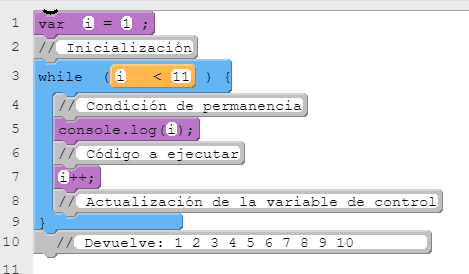 1 var i = 1 ;
2 // Inicialización
3 while ( i < 11 ) {
4 // Condición de permanencia
5 console.log(i);
6 // Código a ejecutar
7 i++;
8 // Actualización de la variable de control
9 }
10 // Devuelve: 1 2 3 4 5 6 7 8 9 10
11